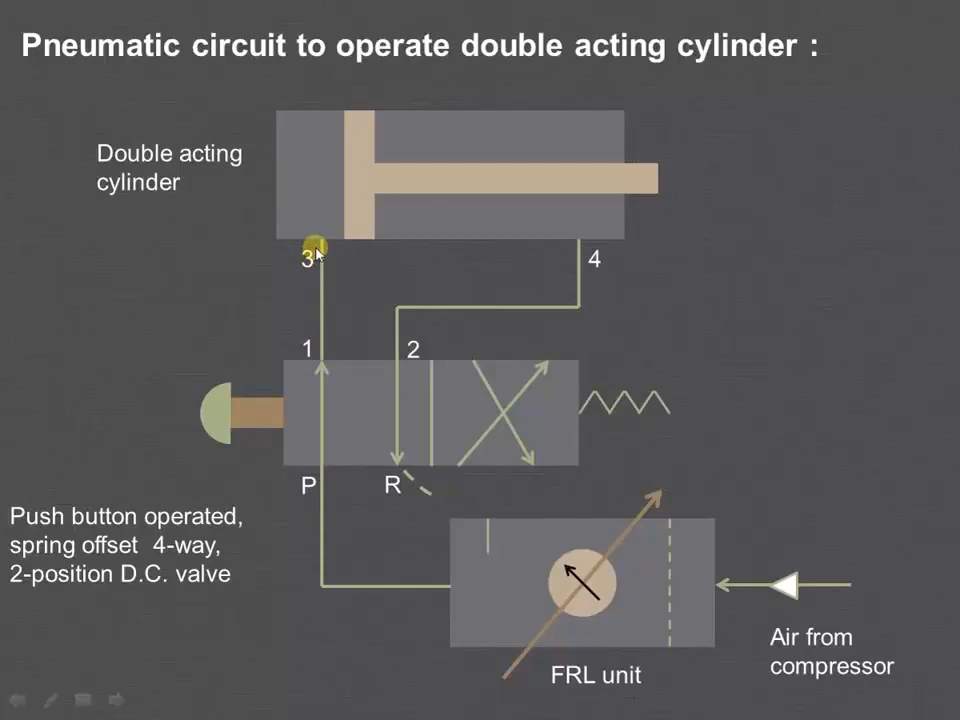 Pneumatic circuit to operate double acting cylinder :
Double acting
cylinder
3
4
1
2
P
R
Push button operated,
spring offset 4-way,
2-position D.C. valve
FRL unit
Air from
compressor